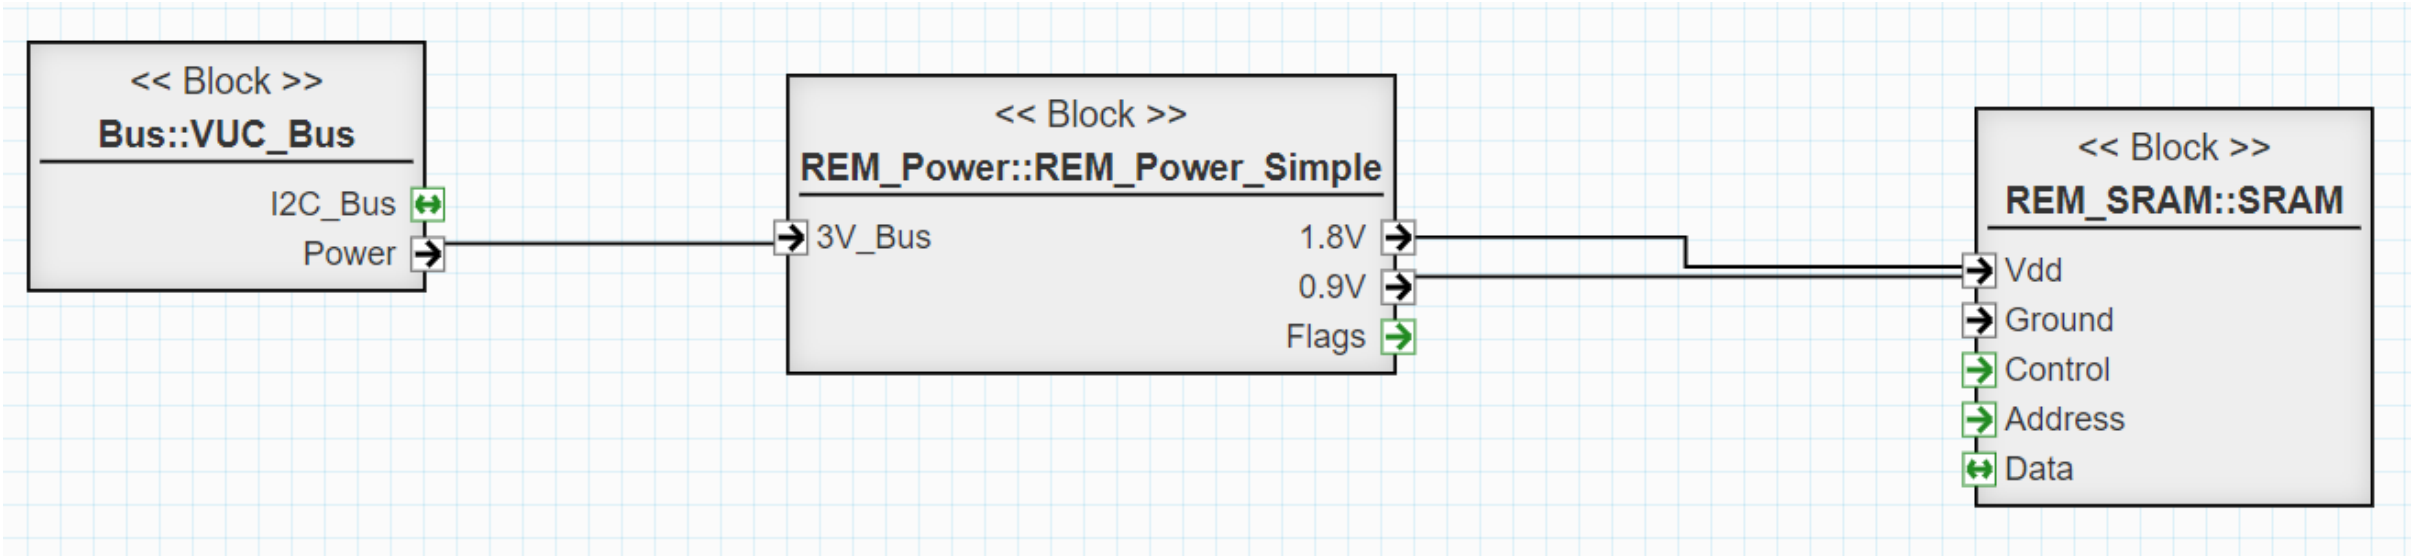 << Block >>
Bus::VUC_Bus
I2C_Bus
Power
<< Block >>
REM_Power::REM_Power_Simple
3V_Bus
1.8V
0.9V
Flags
<< Block >>
REM_SRAM::SRAM
Vdd
Ground
Control
Address
Data